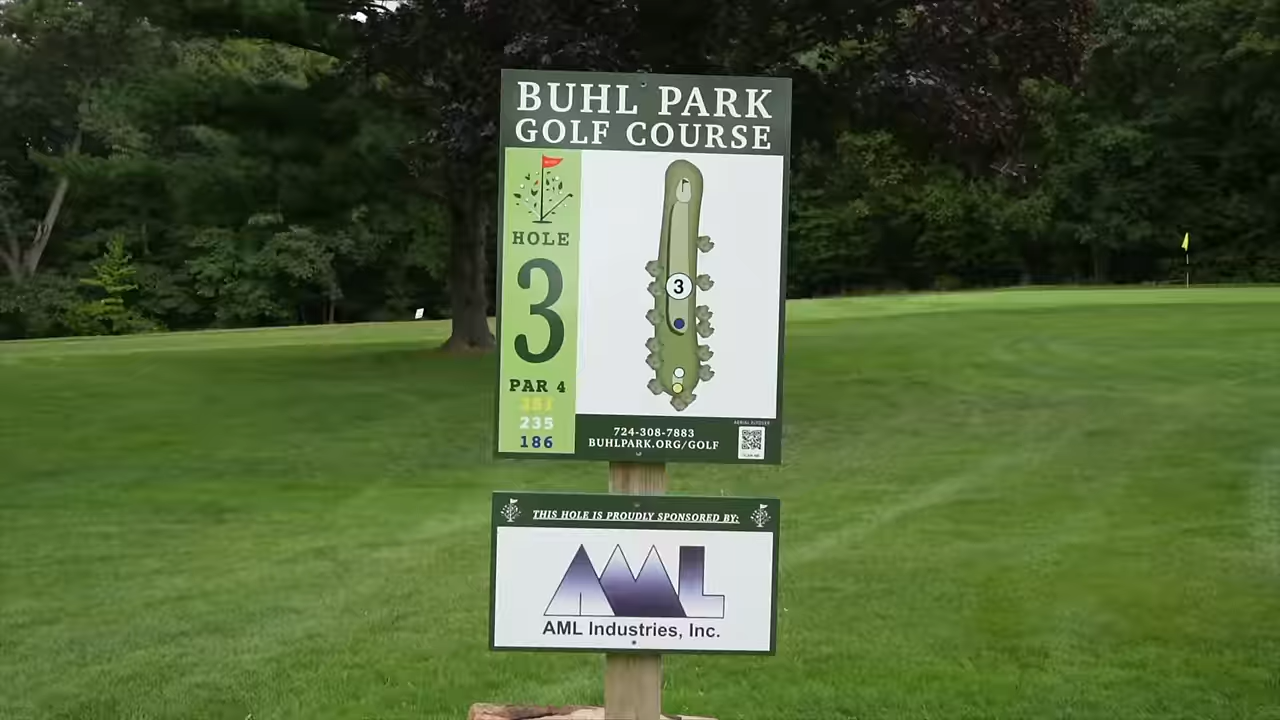 BUHL PARK
GOLF COURSE
HOLE
3
PAR 4
235
186
3
724-308-7883
BUHLPARK.ORG/GOLF
THIS HOLE IS PROUDLY SPONSORED BY:
AML
AML Industries, Inc.